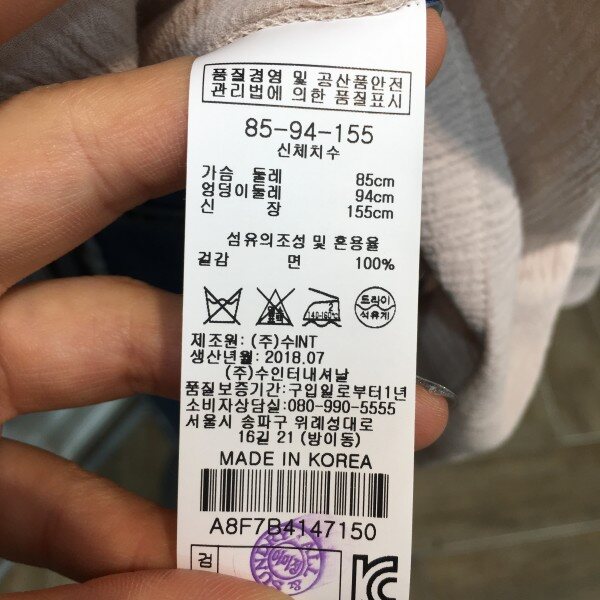 품질경영 및 공산품안전
관리법에 의한 품질표시
85-94-155
신체치수
가슴 둘레 85cm
엉덩이둘레 94cm
신 장 155cm
섬유의조성 및 혼용율
겉감 면 100%
2
140-160℃
드라이
석유계
제조원: (주)수INT
생산년월: 2018.07
(주)수인터내셔날
품질보증기간:구입일로부터1년
소비자상담실:080-990-5555
서울시 송파구 위례성대로
16길 21 (방이동)
MADE IN KOREA
A8F7B4147150
검